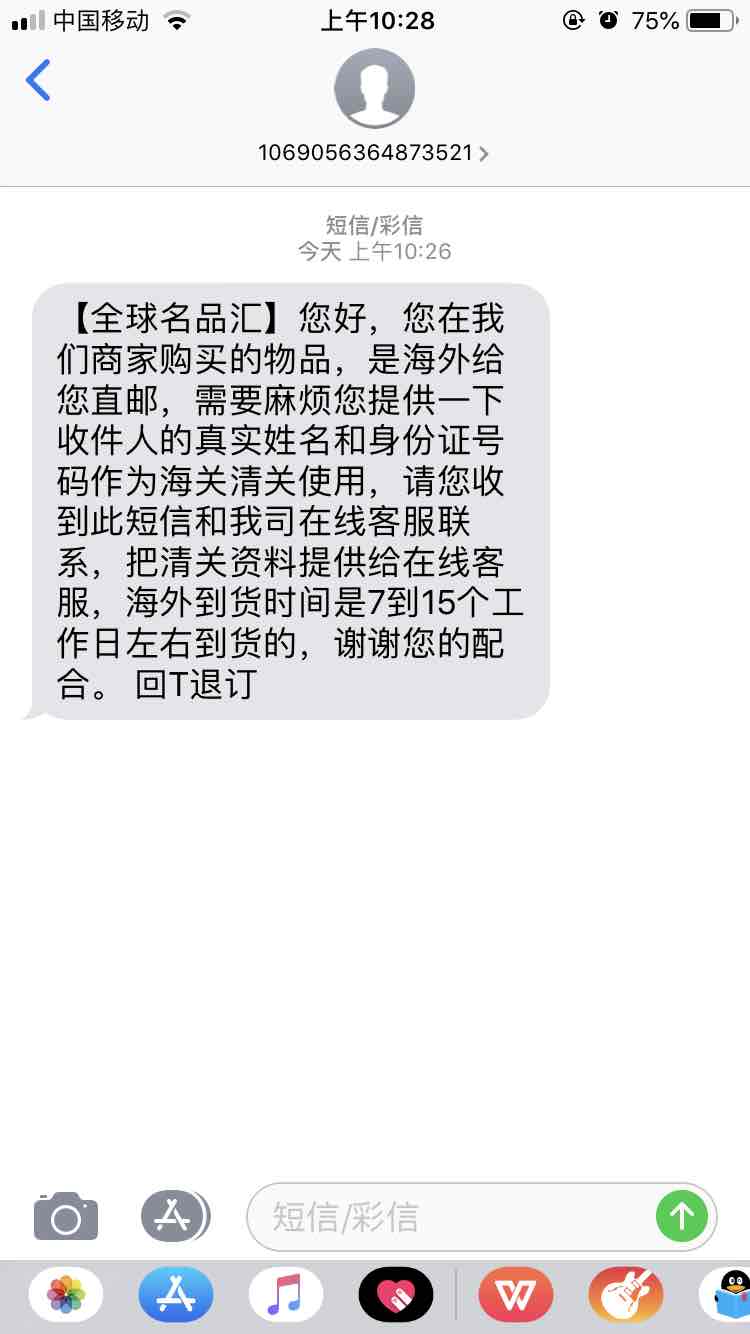 中国移动 上午10:28 75%
1069056364873521
短信/彩信
今天 上午10:26
【全球名品汇】您好，您在我
们商家购买的物品，是海外给
您直邮，需要麻烦您提供一下
收件人的真实姓名和身份证号
码作为海关清关使用，请您收
到此短信和我司在线客服联
系，把清关资料提供给在线客
服，海外到货时间是7到15个工
作日左右到货的，谢谢您的配
合。 回T退订
短信/彩信